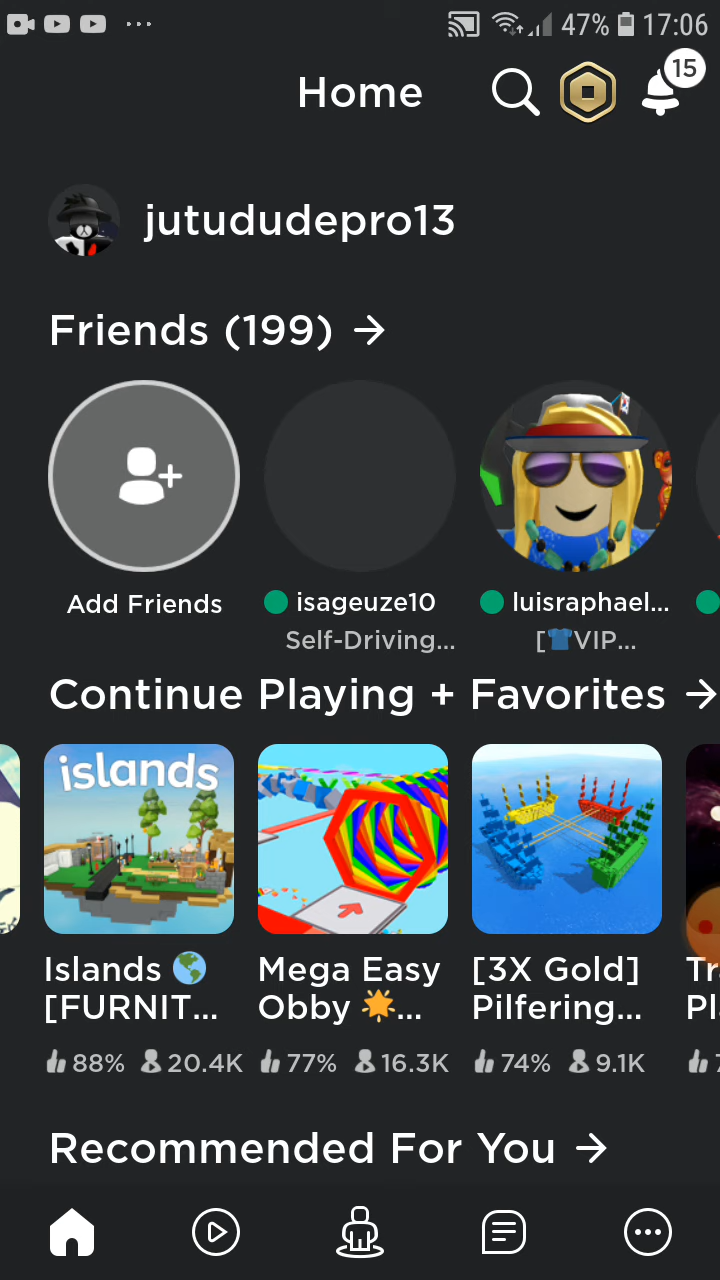 47% 17:06
Home
15
jutududepro13
Friends (199)
Add Friends
isageuze10
luisraphael...
Self-Driving...
[👕VIP...
Continue Playing + Favorites
islands
Islands 🌎
[FURNIT...
88% 20.4K
Mega Easy
Obby 🌟...
77% 16.3K
[3X Gold]
Pilfering...
74% 9.1K
Tr
Pl
Recommended For You